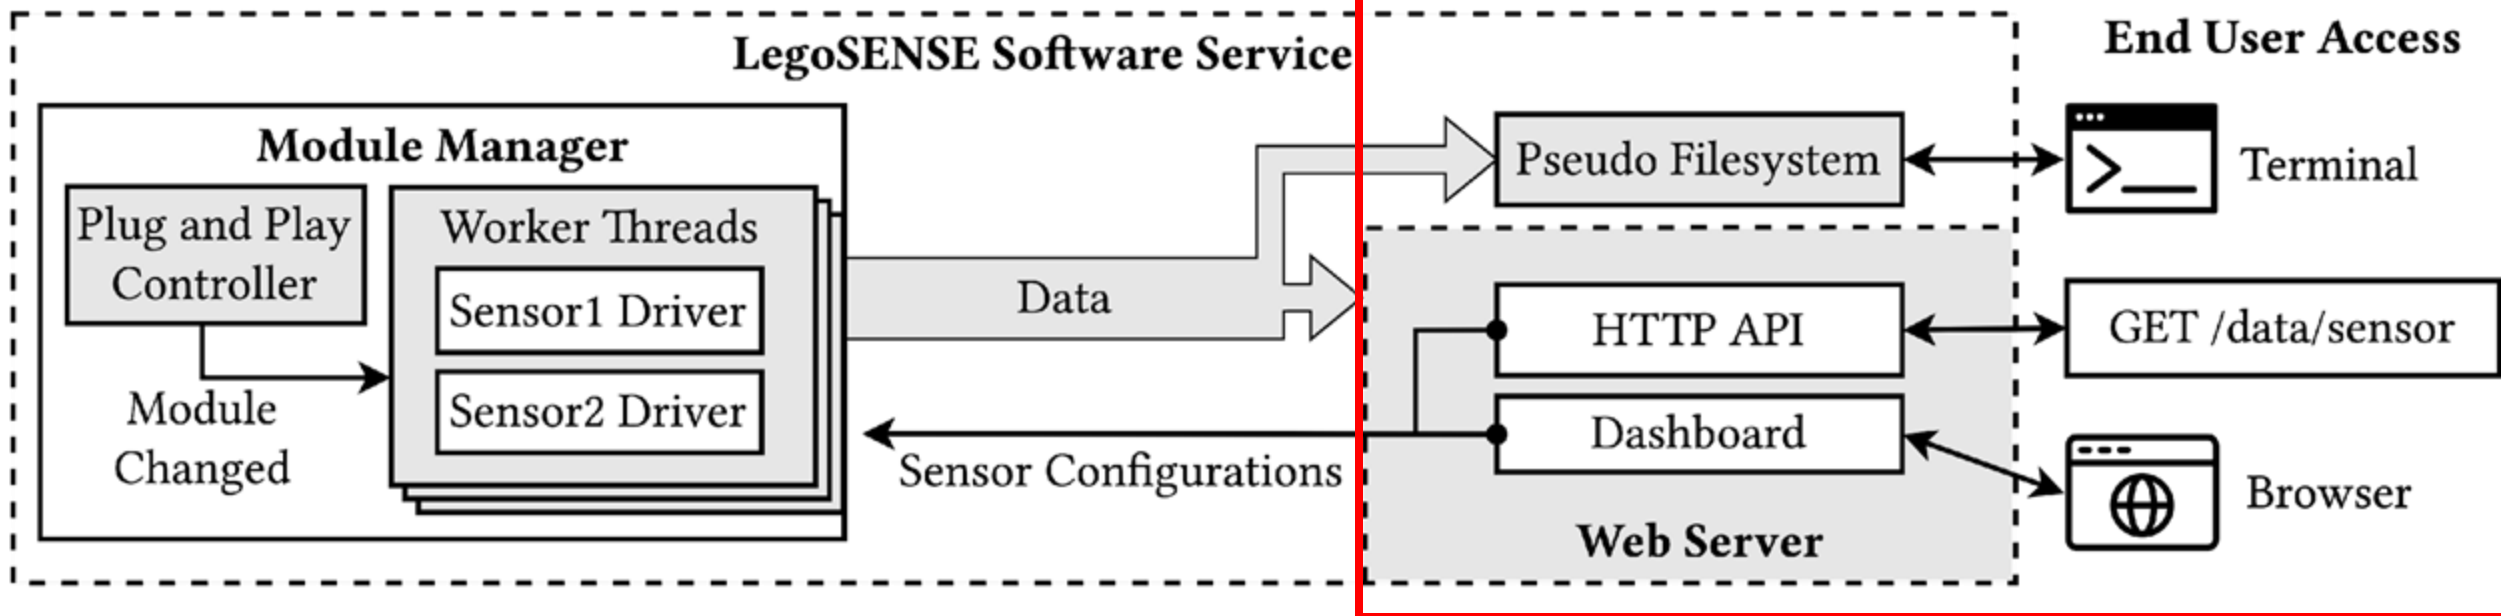 LegoSENSE Software Service
End User Access
Module Manager
Plug and Play
Controller
Worker Threads
Sensor1 Driver
Sensor2 Driver
Module
Changed
Data
Sensor Configurations
Pseudo Filesystem
HTTP API
Dashboard
Web Server
Terminal
GET /data/sensor
Browser